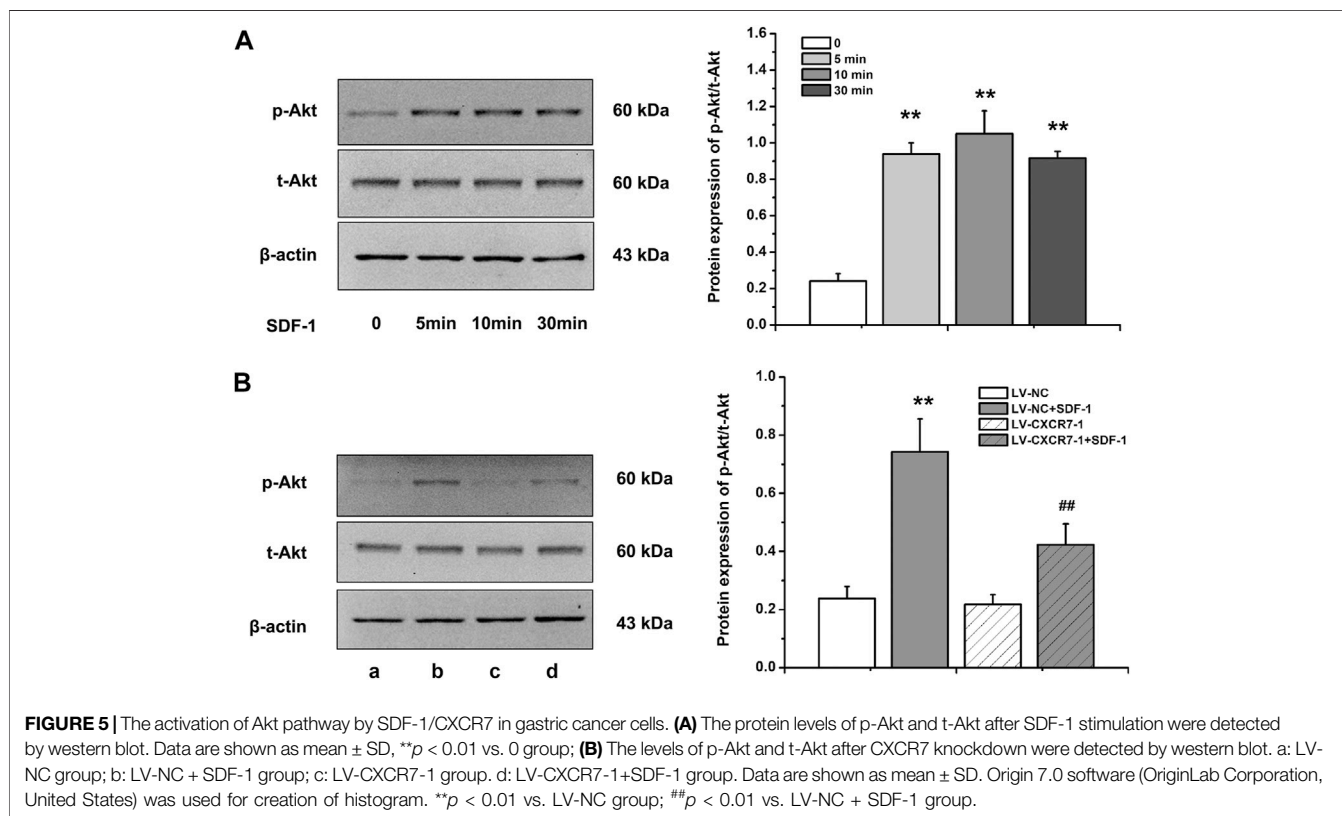 A
p-Akt
60 kDa
t-Akt
60 kDa
β-actin
43 kDa
SDF-1
0
5min
10min
30min
Protein expression of p-Akt/t-Akt
1.6
1.4
1.2
1.0
0.8
0.6
0.4
0.2
0.0
0
5 min
10 min
30 min
**
**
**
B
p-Akt
60 kDa
t-Akt
60 kDa
β-actin
43 kDa
a
b
c
d
Protein expression of p-Akt/t-Akt
1.0
0.8
0.6
0.4
0.2
0.0
LV-NC
LV-NC+SDF-1
LV-CXCR7-1
LV-CXCR7-1+SDF-1
**
##
FIGURE 5 | The activation of Akt pathway by SDF-1/CXCR7 in gastric cancer cells. (A) The protein levels of p-Akt and t-Akt after SDF-1 stimulation were detected
by western blot. Data are shown as mean ± SD, **p < 0.01 vs. 0 group; (B) The levels of p-Akt and t-Akt after CXCR7 knockdown were detected by western blot. a: LV-
NC group; b: LV-NC + SDF-1 group; c: LV-CXCR7-1 group. d: LV-CXCR7-1+SDF-1 group. Data are shown as mean ± SD. Origin 7.0 software (OriginLab Corporation,
United States) was used for creation of histogram. **p < 0.01 vs. LV-NC group; ##p < 0.01 vs. LV-NC + SDF-1 group.